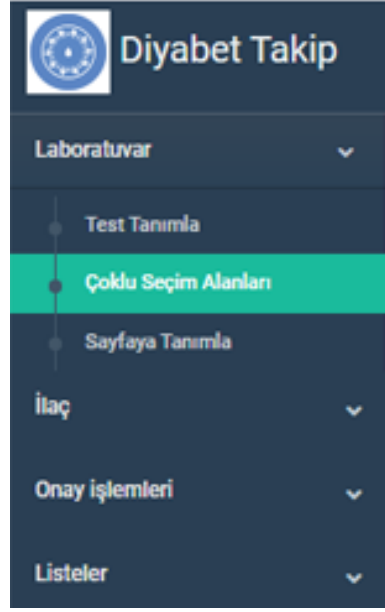 Diyabet Takip
Laboratuvar
Test Tanımla
Çoklu Seçim Alanları
Sayfaya Tanımla
İlaç
Onay işlemleri
Listeler